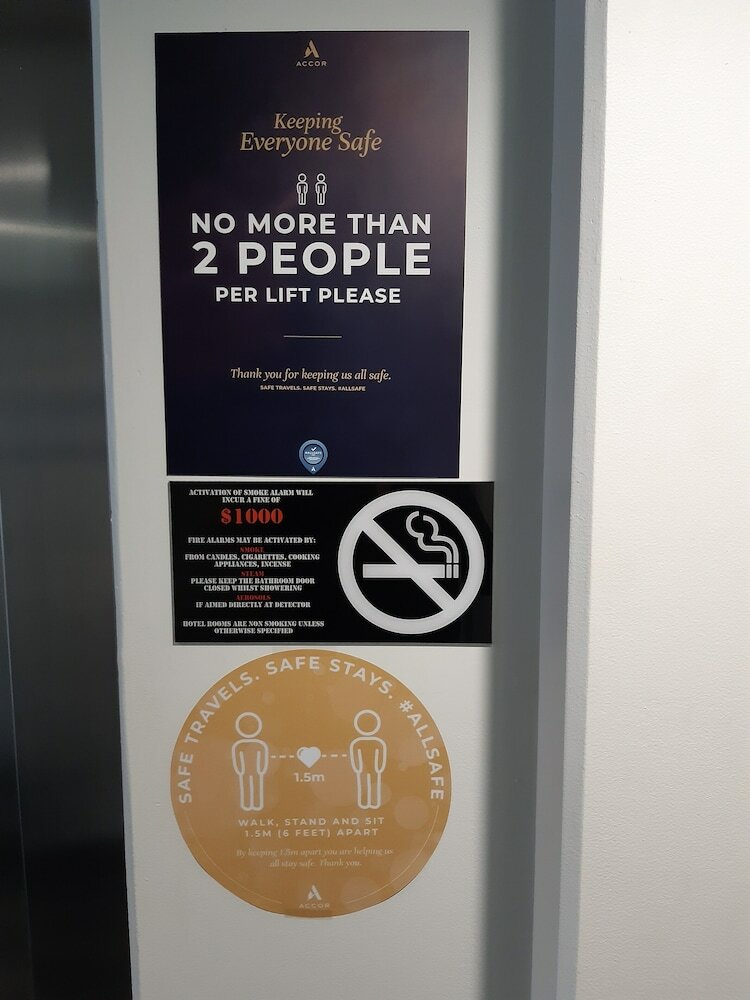 ACCOR
Keeping
Everyone Safe
NO MORE THAN
2 PEOPLE
PER LIFT PLEASE
Thank you for keeping us all safe.
SAFE TRAVELS. SAFE STAYS. #ALLSAFE
ALLSAFE
ACTIVATION OF SMOKE ALARM WILL
INCUR A FINE OF
$1000
FIRE ALARMS MAY BE ACTIVATED BY:
SMOKE
FROM CANDLES, CIGARETTES, COOKING
APPLIANCES, INCENSE
STEAM
PLEASE KEEP THE BATHROOM DOOR
CLOSED WHILST SHOWERING
AEROSOLS
IF AIMED DIRECTLY AT DETECTOR
HOTEL ROOMS ARE NON SMOKING UNLESS
OTHERWISE SPECIFIED
SAFE TRAVELS. SAFE STAYS. #ALLSAFE
1.5m
WALK, STAND AND SIT
1.5M (6 FEET) APART
By keeping 1.5m apart you are helping us
all stay safe. Thank you.
ACCOR